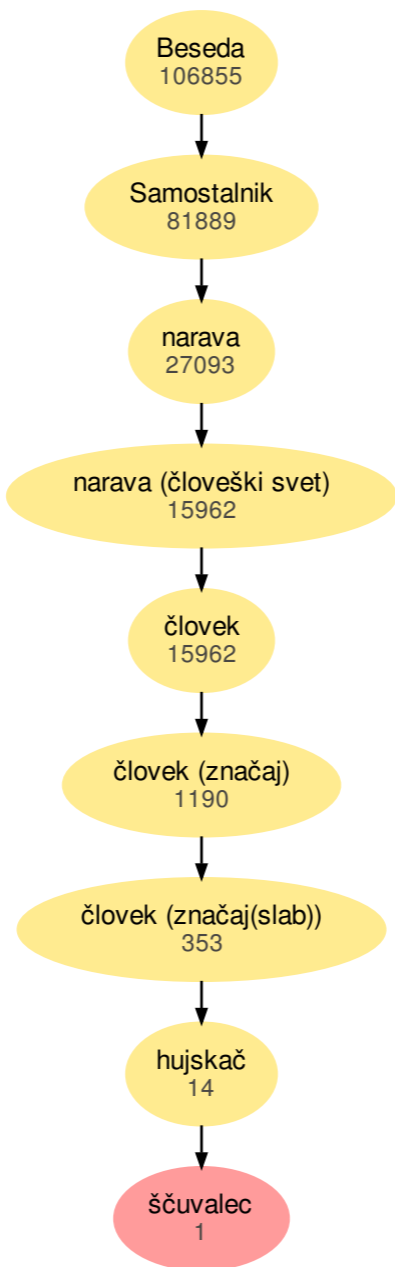 Beseda
106855
Samostalnik
81889
narava
27093
narava (človeški svet)
15962
človek
15962
človek (značaj)
1190
človek (značaj(slab))
353
hujskač
14
ščuvalec
1